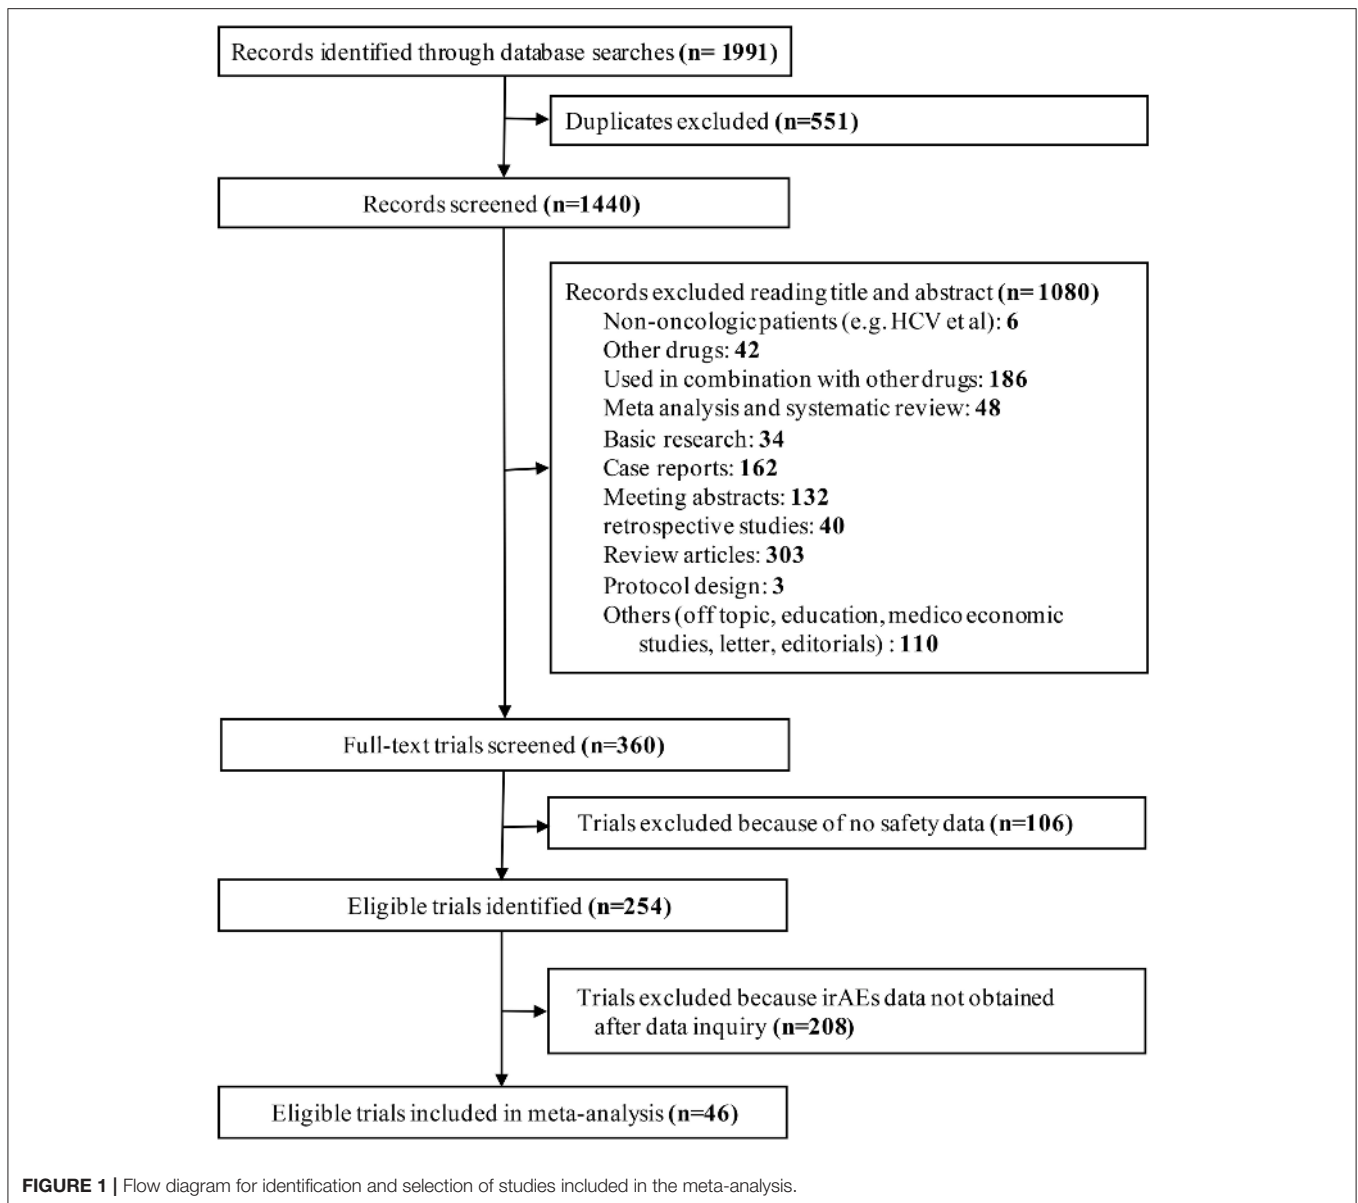 Records identified through database searches (n= 1991)
Duplicates excluded (n=551)
Records screened (n=1440)
Records excluded reading title and abstract (n=1080)
Non-oncologic patients (e.g. HCV et al): 6
Other drugs: 42
Used in combination with other drugs: 186
Meta analysis and systematic review: 48
Basic research: 34
Case reports: 162
Meeting abstracts: 132
retrospective studies: 40
Review articles: 303
Protocol design: 3
Others (off topic, education, medico economic
studies, letter, editorials) : 110
Full-text trials screened (n=360)
Trials excluded because of no safety data (n=106)
Eligible trials identified (n=254)
Trials excluded because irAEs data not obtained
after data inquiry (n=208)
Eligible trials included in meta-analysis (n=46)
FIGURE 1 | Flow diagram for identification and selection of studies included in the meta-analysis.